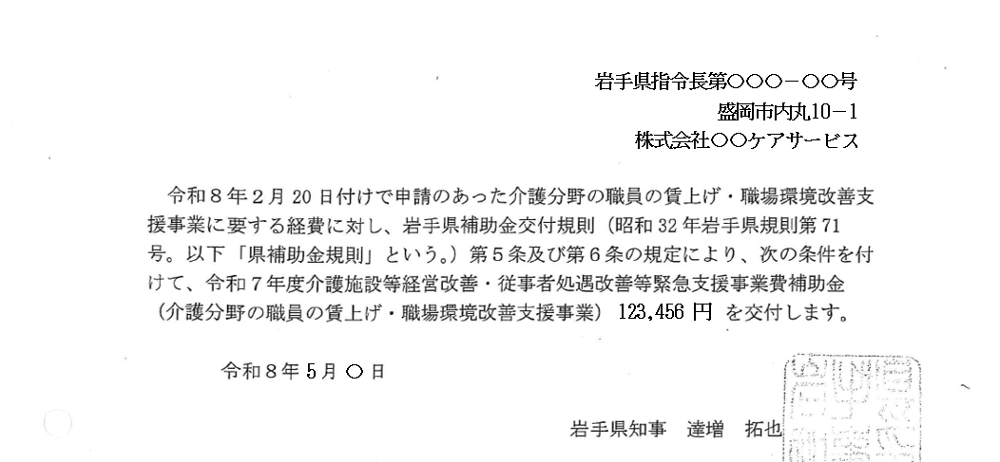 岩手県指令長第〇〇〇－〇〇号
盛岡市内丸10－1
株式会社〇〇ケアサービス
令和８年２月 20 日付けで申請のあった介護分野の職員の賃上げ・職場環境改善支
援事業に要する経費に対し、岩手県補助金交付規則（昭和 32 年岩手県規則第 71
号。以下「県補助金規則」という。）第５条及び第６条の規定により、次の条件を付
けて、令和７年度介護施設等経営改善・従事者処遇改善等緊急支援事業費補助金
（介護分野の職員の賃上げ・職場環境改善支援事業） 123,456 円 を交付します。
令和８年 5 月 〇 日
岩手県知事　達増　拓也